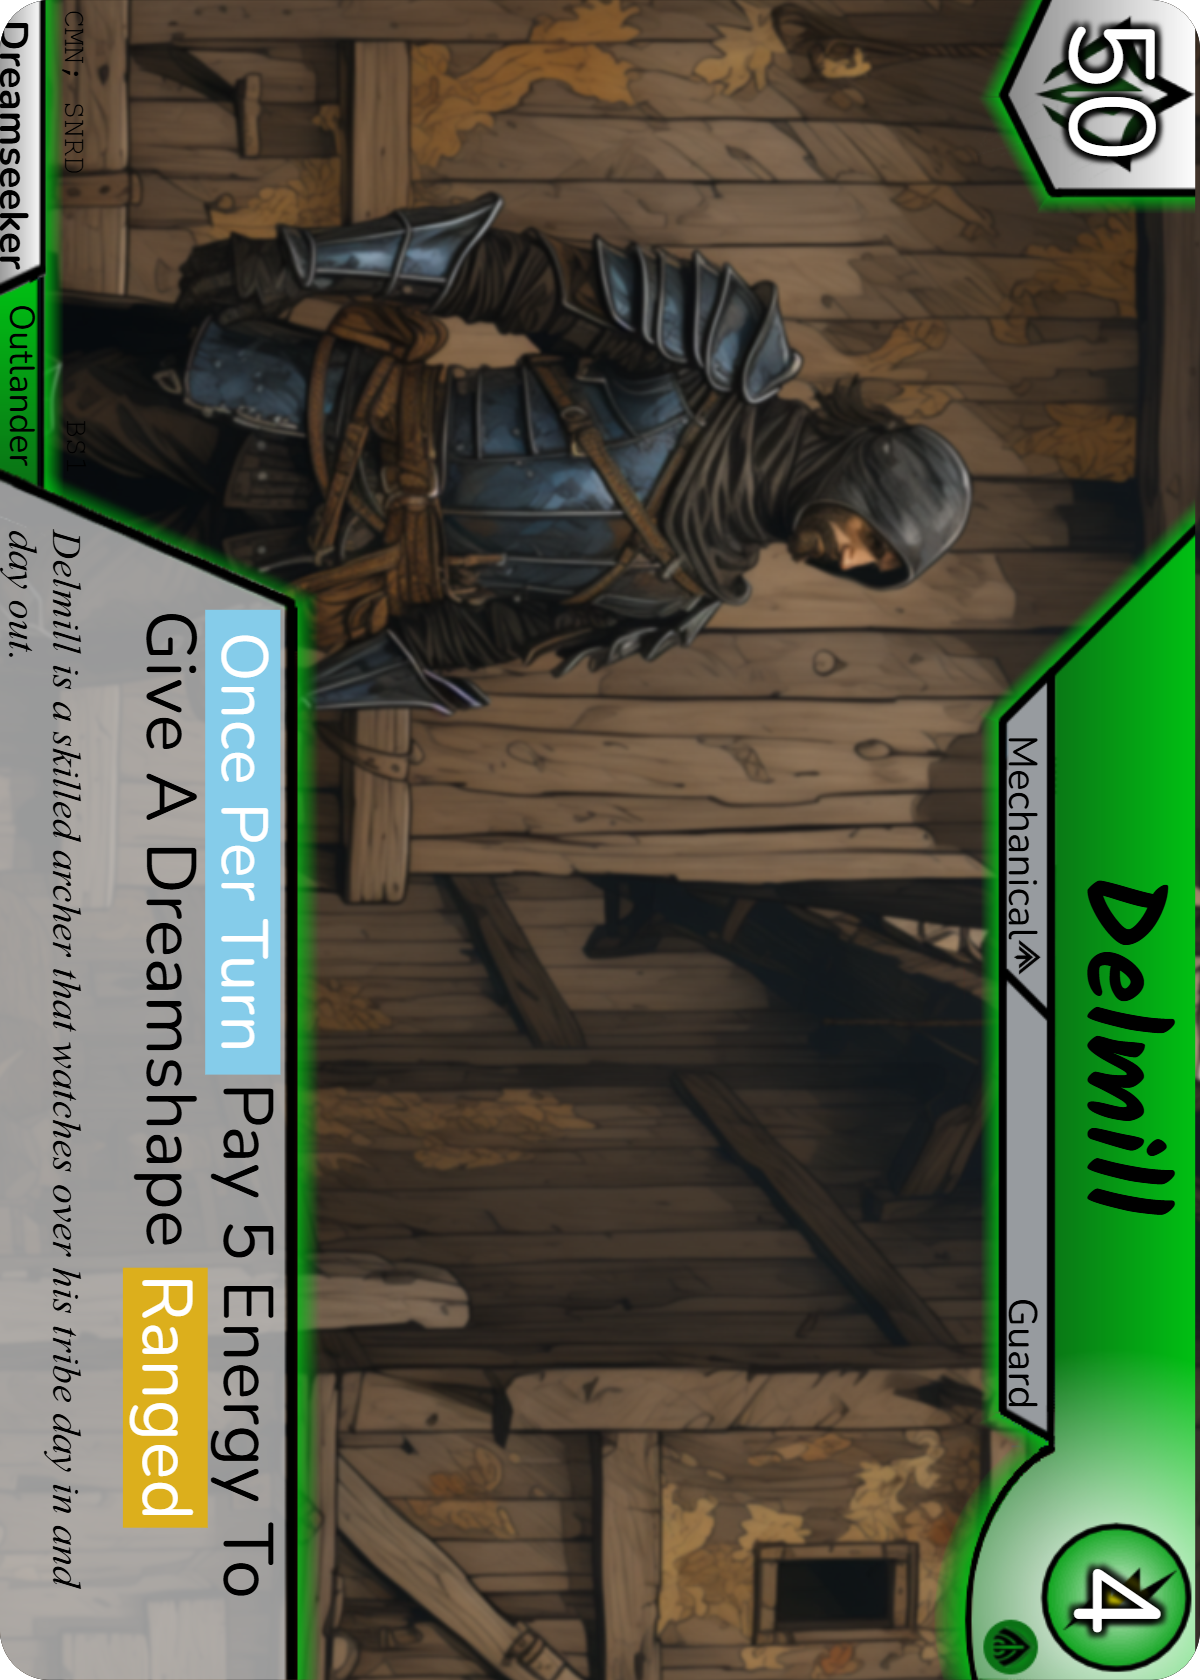 50
Delmill
4
Mechanical
Guard
Once Per Turn Pay 5 Energy To
Give A Dreamshape Ranged
Delmill is a skilled archer that watches over his tribe day in and
day out.
CMN; SNRD
BS1
Dreamseeker
Outlander